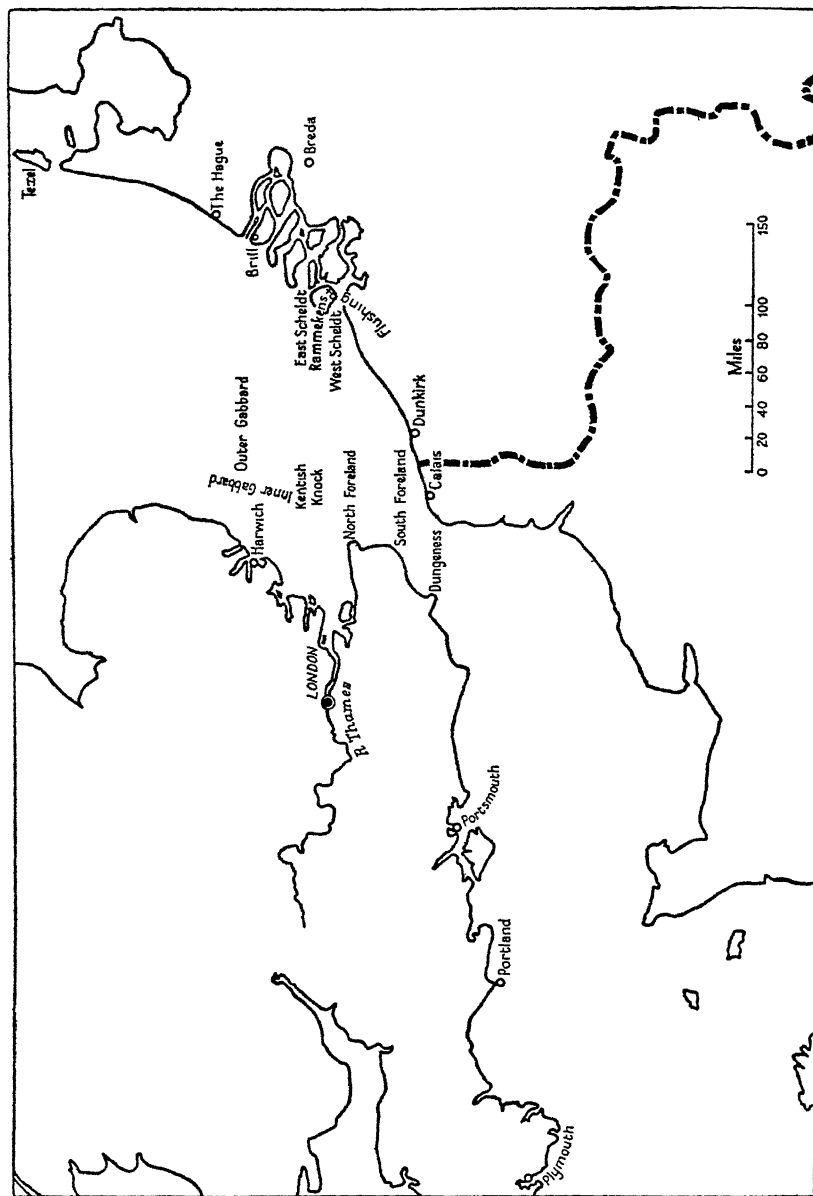 Texel
The Hague
Brill
Breda
East Scheldt
Rammekens
West Scheldt
Flushing
Outer Gabbard
Inner Gabbard
Harwich
Kentish
Knock
LONDON
R. Thames
North Foreland
South Foreland
Dunkirk
Calais
Dungeness
Portsmouth
Portland
Plymouth
Miles
0 20 40 60 80 100 150